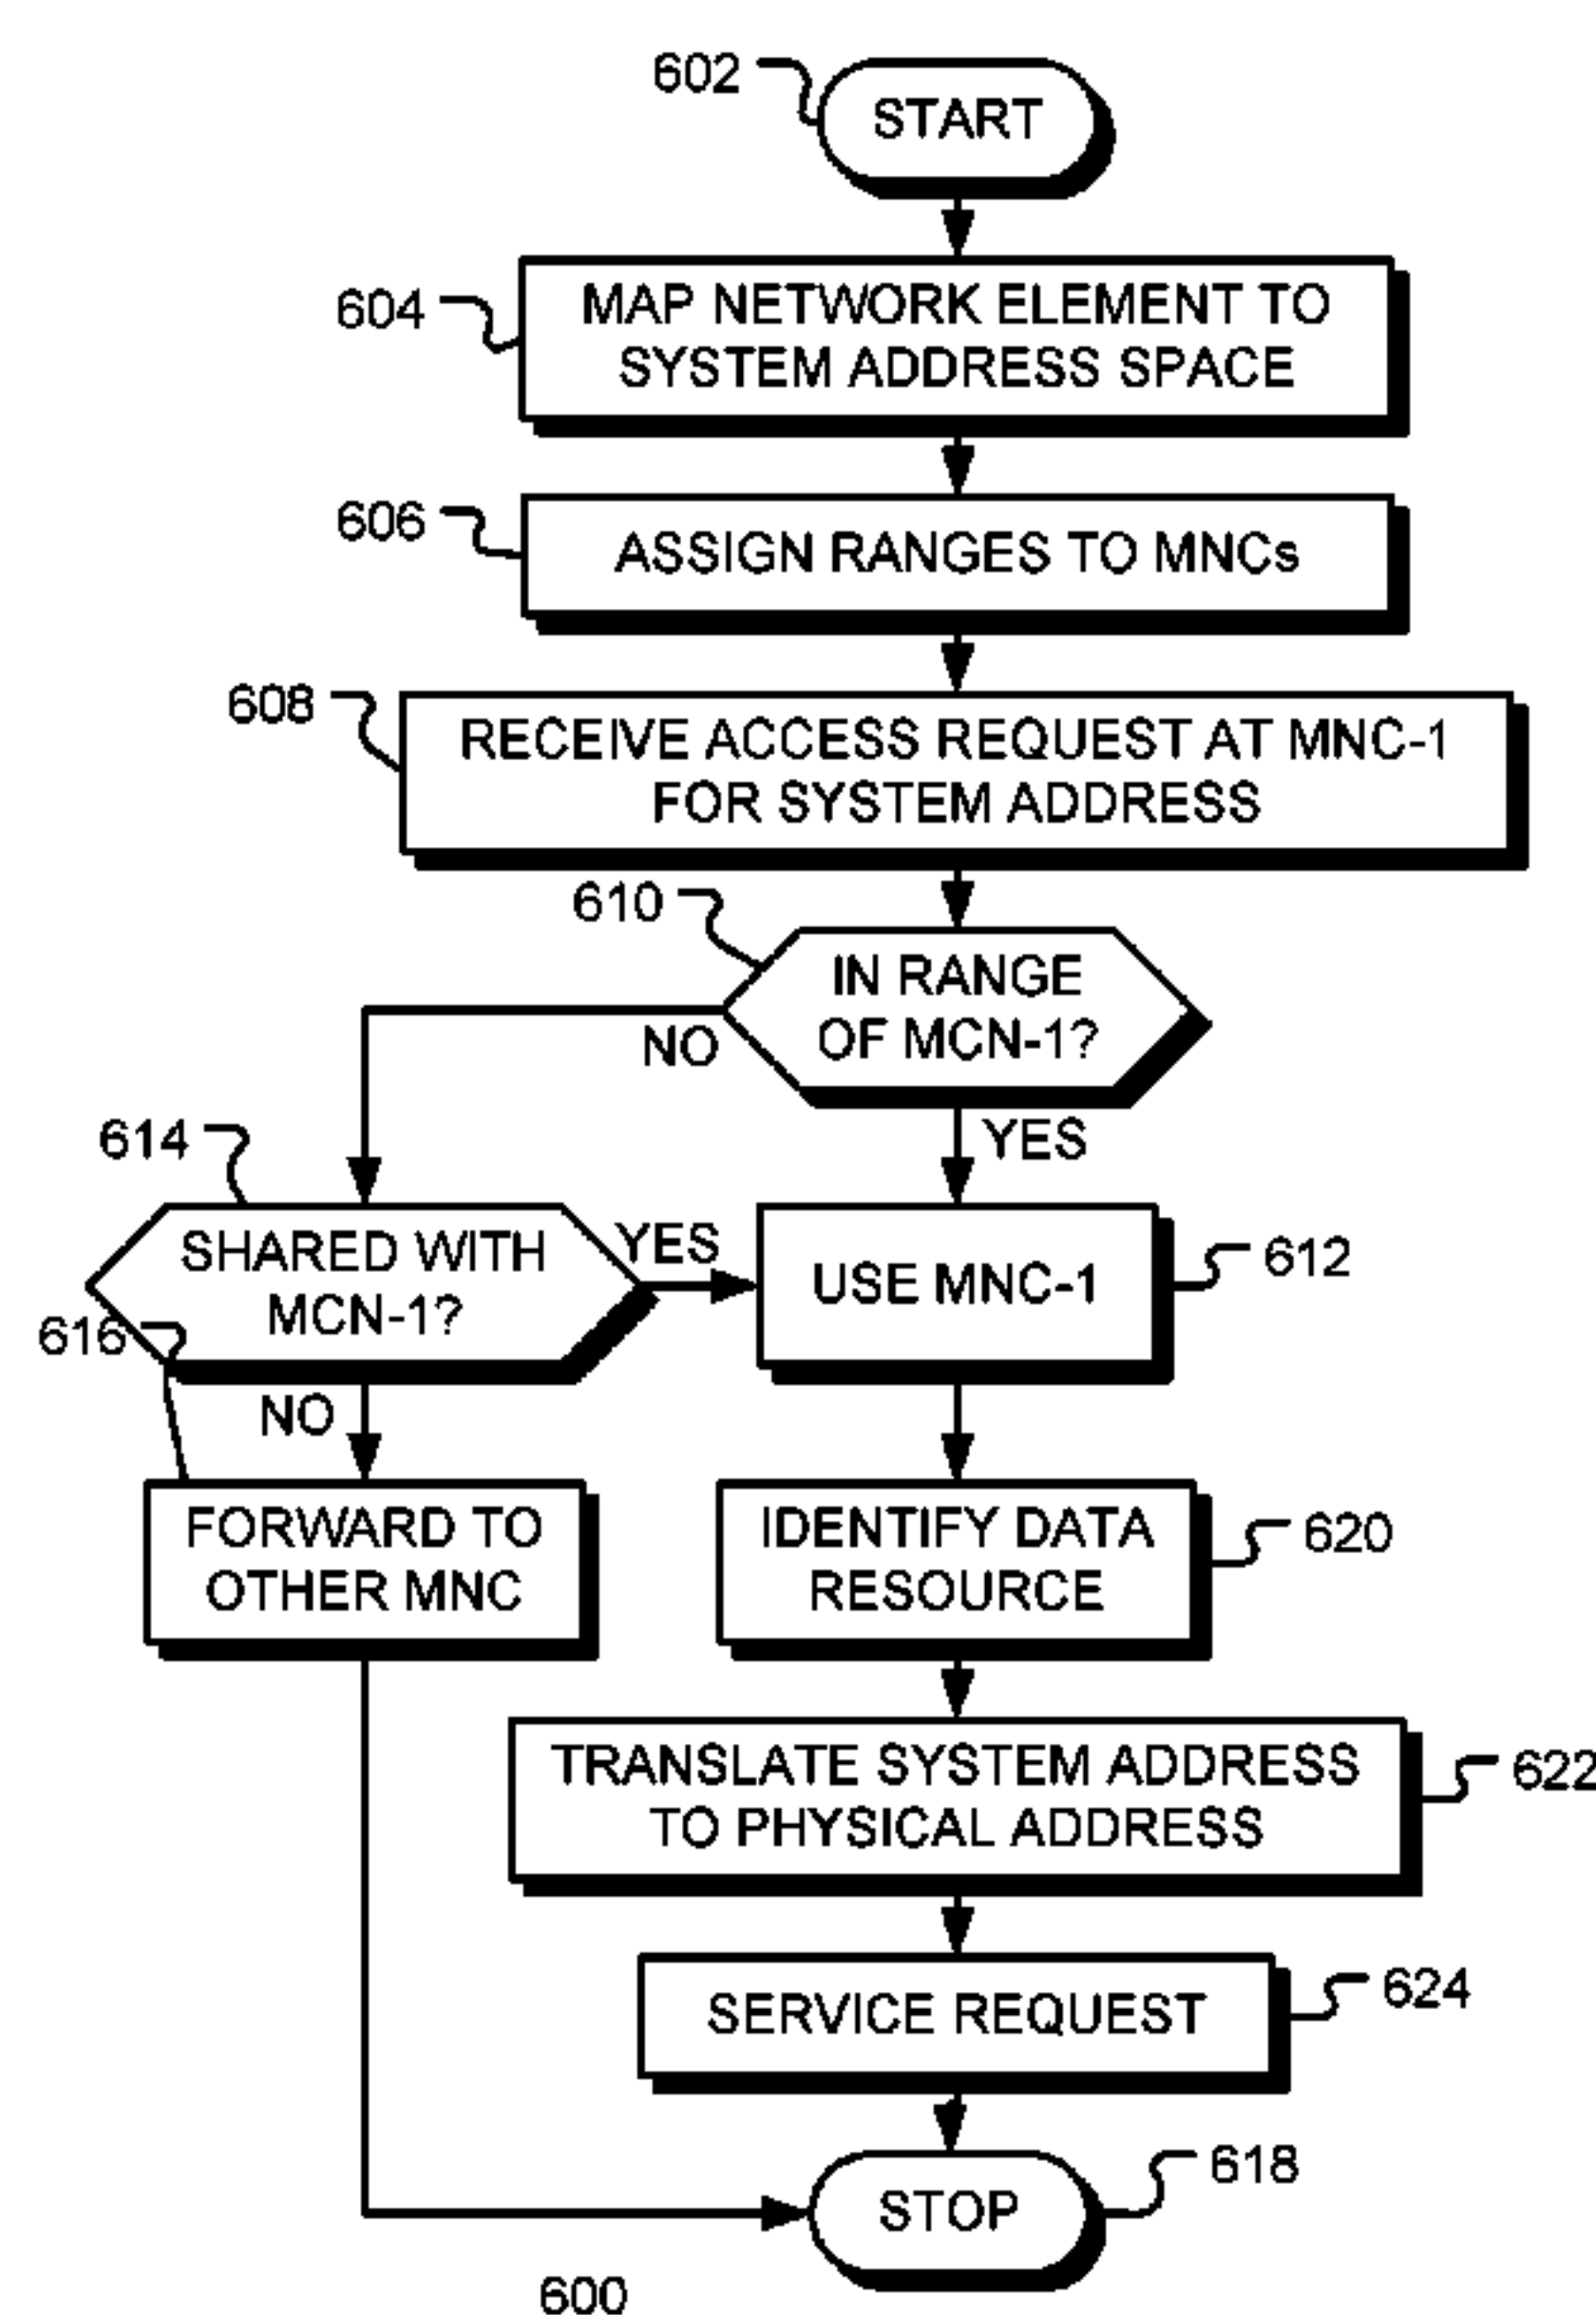 602
START
604
MAP NETWORK ELEMENT TO
SYSTEM ADDRESS SPACE
606
ASSIGN RANGES TO MNCs
608
RECEIVE ACCESS REQUEST AT MNC-1
FOR SYSTEM ADDRESS
610
IN RANGE
OF MCN-1?
NO
YES
614
SHARED WITH
MCN-1?
YES
USE MNC-1
612
616
NO
FORWARD TO
OTHER MNC
IDENTIFY DATA
RESOURCE
620
TRANSLATE SYSTEM ADDRESS
TO PHYSICAL ADDRESS
622
SERVICE REQUEST
624
STOP
618
600